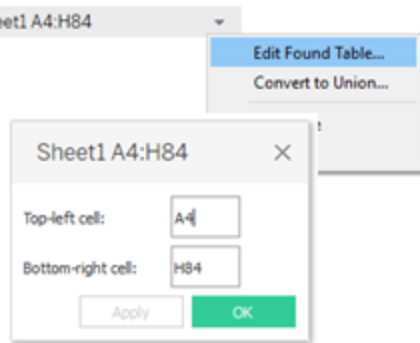 eet1 A4:H84
Edit Found Table...
Convert to Union...
Sheet1 A4:H84
Top-left cell:
A4
Bottom-right cell:
H84
Apply
OK